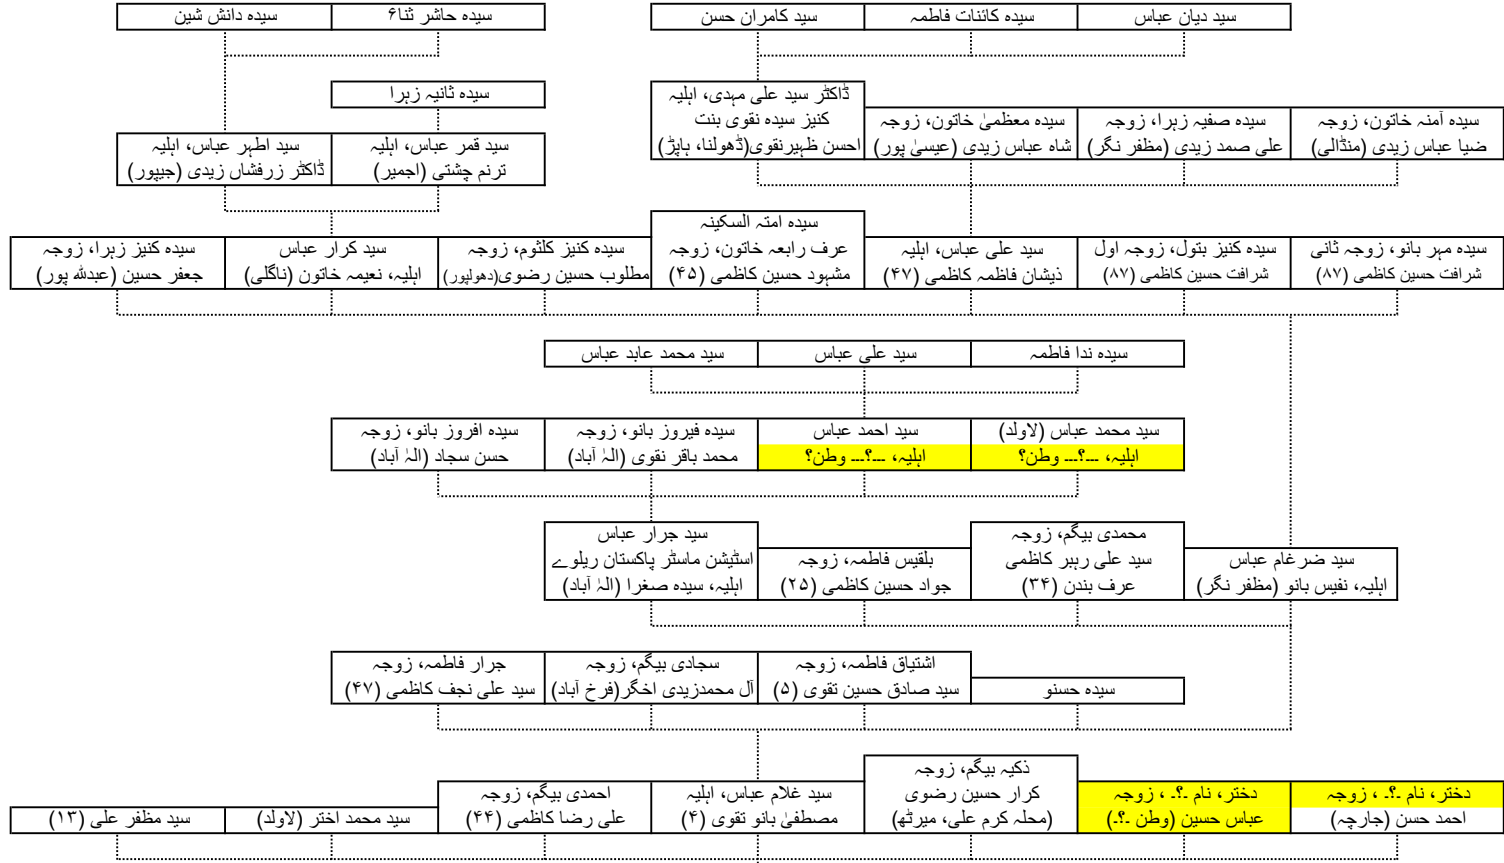 سید دیان عباس
سیدہ کائنات فاطمہ
سید کامران حسن
سیدہ حاشر ثناء
سیدہ دانش شین
سیدہ ثانیہ زہرا
سیدہ آمنہ خاتون، زوجہ
ضیا عباس زیدی (منڈالی)
سیدہ صفیہ زہرا، زوجہ
علی صمد زیدی (مظفر نگر)
سیدہ معظمیٰ خاتون، زوجہ
شاہ عباس زیدی (عیسیٰ پور)
ڈاکٹر سید علی مہدی، اہلیہ
کنیز سیدہ نقوی بنت
احسن ظہیرنقوی(ڈھولنا، ہاپڑ)
سید قمر عباس، اہلیہ
ترنم چشتی (اجمیر)
سید اطہر عباس، اہلیہ
ڈاکٹر زرفشاں زیدی (جیپور)
سیدہ مہر بانو، زوجہ ثانی
شرافت حسین کاظمی (۸۷)
سیدہ کنیز بتول، زوجہ اول
شرافت حسین کاظمی (۸۷)
سید علی عباس، اہلیہ
ذیشان فاطمہ کاظمی (۴۷)
سیدہ امتہ السکینہ
عرف رابعہ خاتون، زوجہ
مشہود حسین کاظمی (۴۵)
سیدہ کنیز کلثوم، زوجہ
مطلوب حسین رضوی(دھولپور)
سید کرار عباس
اہلیہ، نعیمہ خاتون (ناگلی)
سیدہ کنیز زہرا، زوجہ
جعفر حسین (عبداللہ پور)
سیدہ ندا فاطمہ
سید علی عباس
سید محمد عابد عباس
سید محمد عباس (لاولد)
اہلیہ، ---؟--- وطن؟
سید احمد عباس
اہلیہ، ---؟--- وطن؟
سیدہ فیروز بانو، زوجہ
محمد باقر نقوی (الہٰ آباد)
سیدہ افروز بانو، زوجہ
حسن سجاد (الہٰ آباد)
سید ضرغام عباس
اہلیہ، نفیس بانو (مظفر نگر)
محمدی بیگم، زوجہ
سید علی رہبر کاظمی
عرف بندن (۳۴)
بلقیس فاطمہ، زوجہ
جواد حسین کاظمی (۲۵)
سید جرار عباس
اسٹیشن ماسٹر پاکستان ریلوے
اہلیہ، سیدہ صغرا (الہٰ آباد)
سیدہ حسنو
اشتیاق فاطمہ، زوجہ
سید صادق حسین تقوی (۵)
سجادی بیگم، زوجہ
آل محمدزیدی اخگر(فرخ آباد)
جرار فاطمہ، زوجہ
سید علی نجف کاظمی (۴۷)
دختر، نام -؟- ، زوجہ
احمد حسن (جارچہ)
دختر، نام -؟- ، زوجہ
عباس حسین (وطن -؟-)
ذکیہ بیگم، زوجہ
کرار حسین رضوی
(محلہ کرم علی، میرٹھ)
سید غلام عباس، اہلیہ
مصطفیٰ بانو تقوی (۴)
احمدی بیگم، زوجہ
علی رضا کاظمی (۴۴)
سید محمد اختر (لاولد)
سید مظفر علی (۱۳)